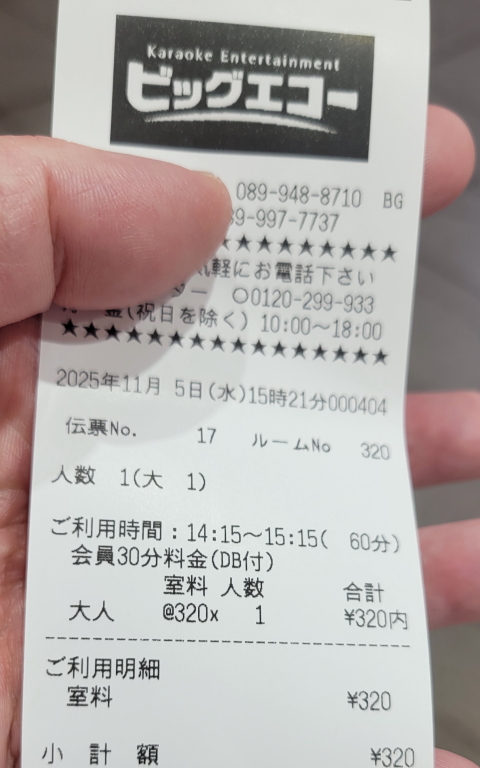 Karaoke Entertainment
ビッグエコー
089-948-8710 BG
9-997-7737
★★★★★★★★★
気軽にお電話下さい
ダー 〇0120-299-933
金(祝日を除く) 10:00～18:00
★★★★★★★★★★★★★★★★★
2025年11月 5日(水)15時21分000404
伝票No. 17 ルームNo 320
人数 1(大 1)
ご利用時間：14:15～15:15( 60分)
会員30分料金(DB付)
室料 人数 合計
大人 @320x 1 ¥320内
--------------------------------
ご利用明細
室料 ¥320
小 計 額 ¥320